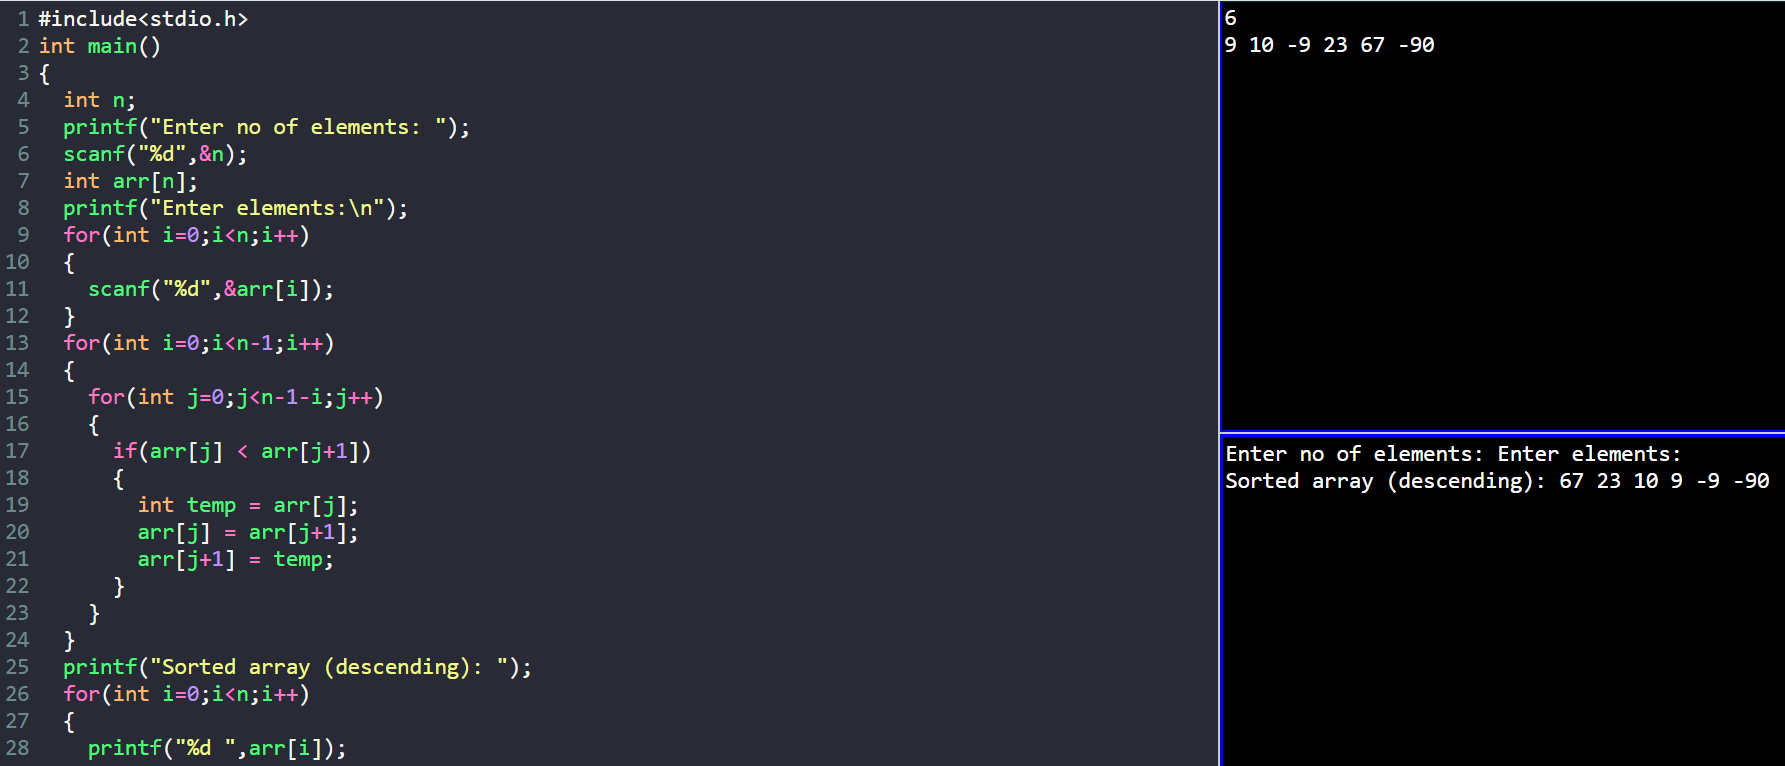 1 #include<stdio.h>
2 int main()
3 {
4   int n;
5   printf("Enter no of elements: ");
6   scanf("%d",&n);
7   int arr[n];
8   printf("Enter elements:\n");
9   for(int i=0;i<n;i++)
10   {
11     scanf("%d",&arr[i]);
12   }
13   for(int i=0;i<n-1;i++)
14   {
15     for(int j=0;j<n-1-i;j++)
16     {
17       if(arr[j] < arr[j+1])
18       {
19         int temp = arr[j];
20         arr[j] = arr[j+1];
21         arr[j+1] = temp;
22       }
23     }
24   }
25   printf("Sorted array (descending): ");
26   for(int i=0;i<n;i++)
27   {
28     printf("%d ",arr[i]);
6
9 10 -9 23 67 -90
Enter no of elements: Enter elements:
Sorted array (descending): 67 23 10 9 -9 -90